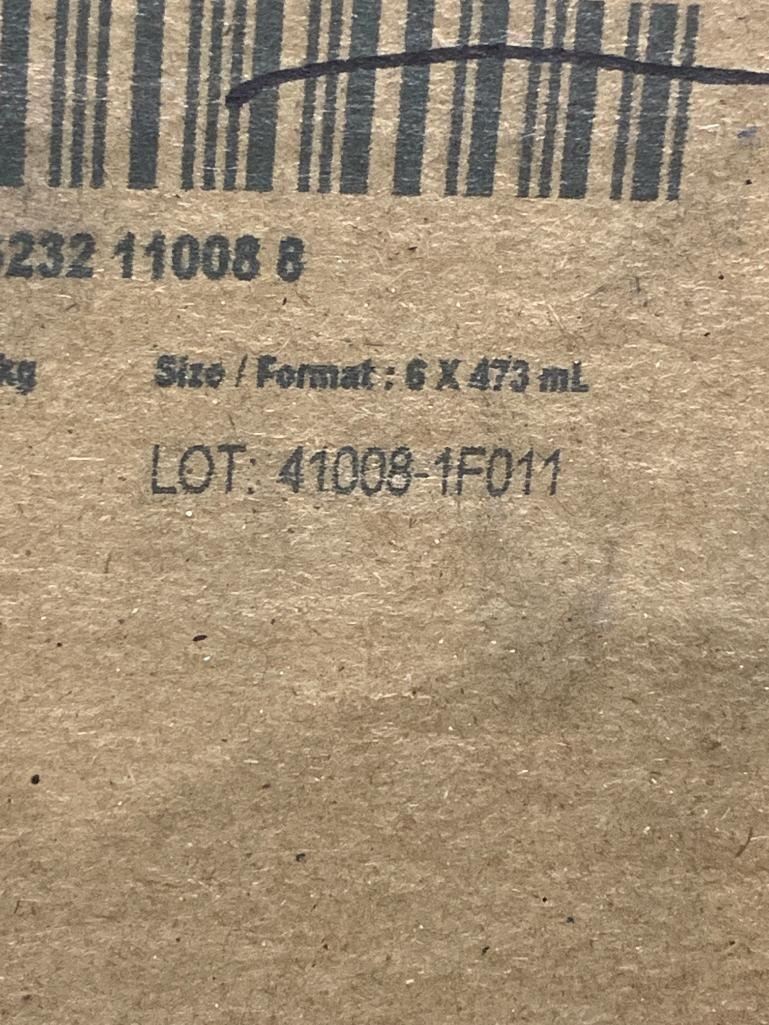 5232 11008 8
kg Size / Format : 6 X 473 mL
LOT: 41008-1F011